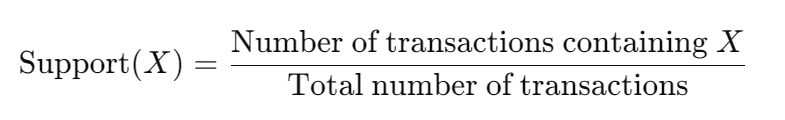 Support(X) = Number of transactions containing X
Total number of transactions